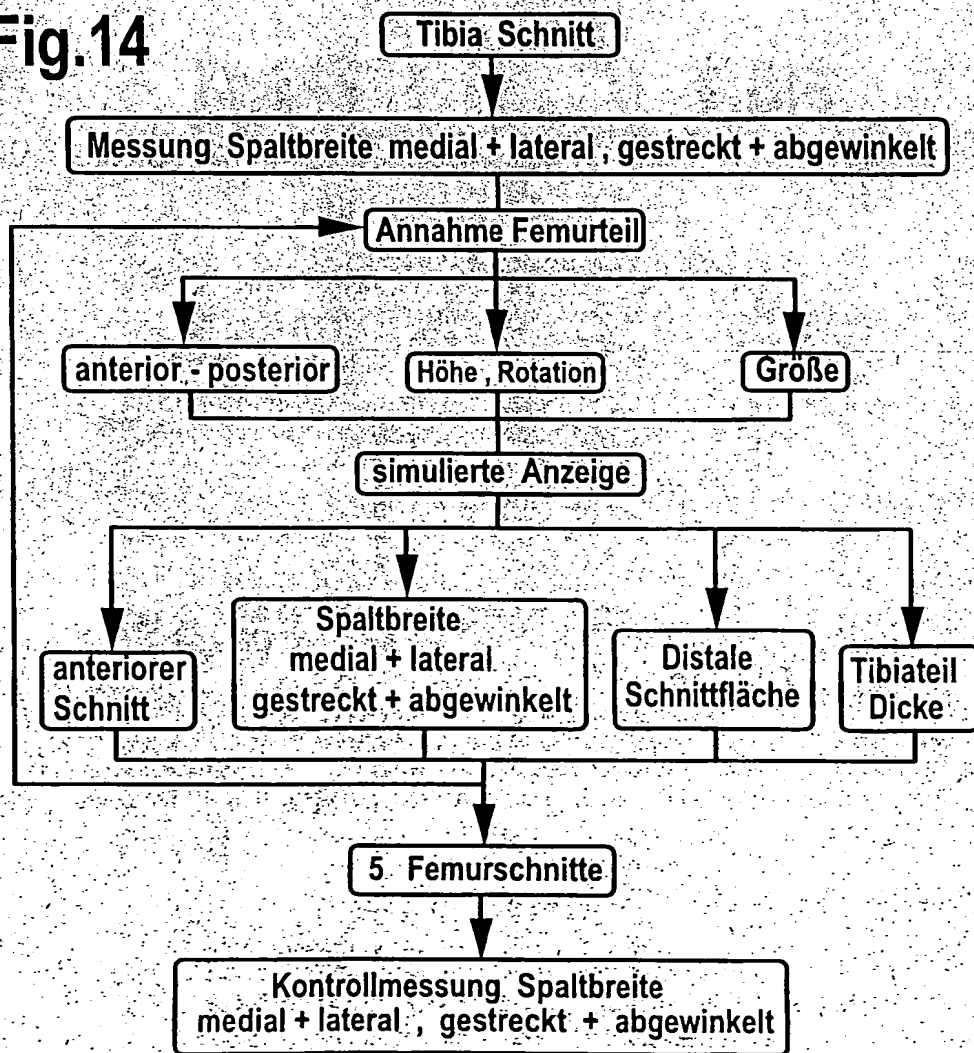 Fig.14
Tibia Schnitt
Messung Spaltbreite medial + lateral , gestreckt + abgewinkelt
Annahme Femurteil
anterior - posterior
Höhe , Rotation
Größe
simulierte Anzeige
anteriorer
Schnitt
Spaltbreite
medial + lateral
gestreckt + abgewinkelt
Distale
Schnittfläche
Tibiateil
Dicke
5 Femurschnitte
Kontrollmessung Spaltbreite
medial + lateral , gestreckt + abgewinkelt